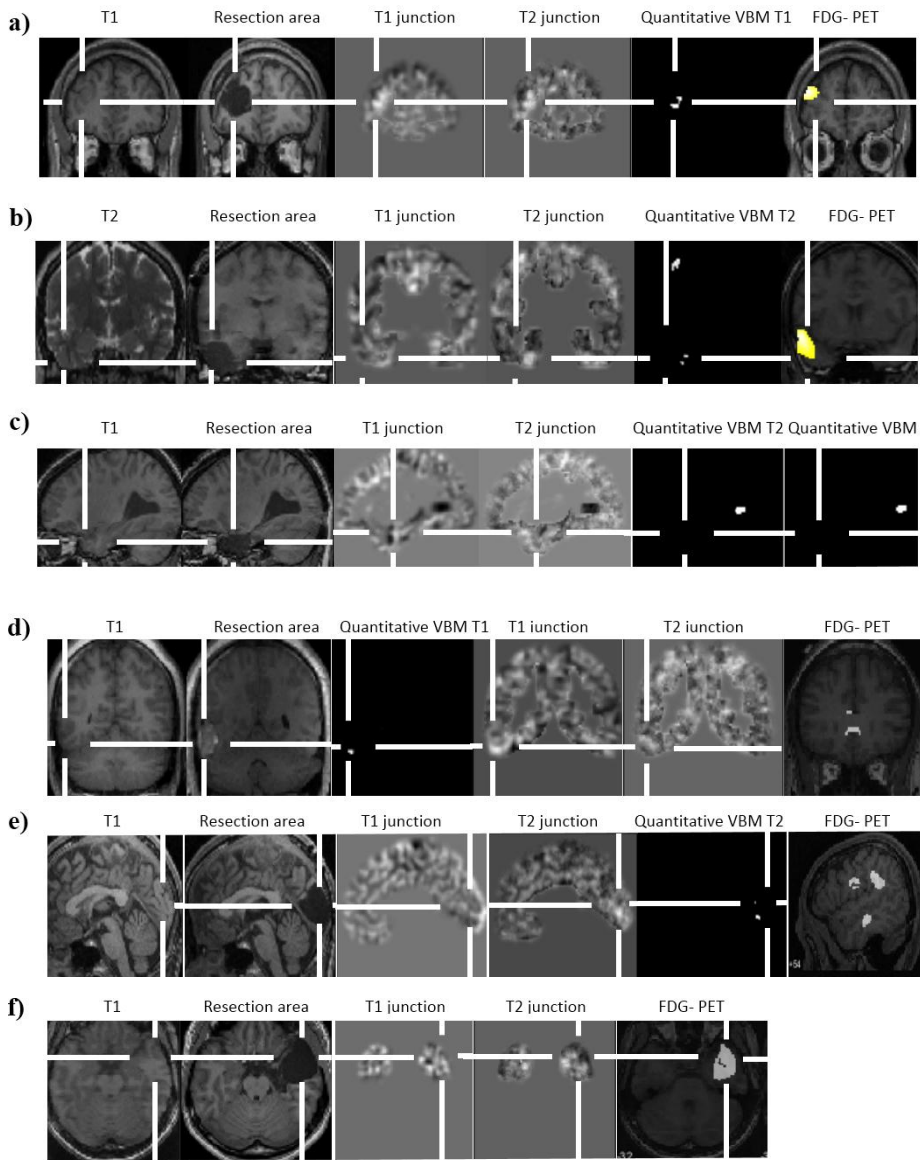 a) T1 Resection area T1 junction T2 junction Quantitative VBM T1 FDG- PET
b) T2 Resection area T1 junction T2 junction Quantitative VBM T2 FDG- PET
c) T1 Resection area T1 junction T2 junction Quantitative VBM T2 Quantitative VBM
d) T1 Resection area Quantitative VBM T1 T1 iunction T2 iunction FDG- PET
e) T1 Resection area T1 junction T2 junction Quantitative VBM T2 FDG- PET
+54
f) T1 Resection area T1 junction T2 junction FDG- PET
-32